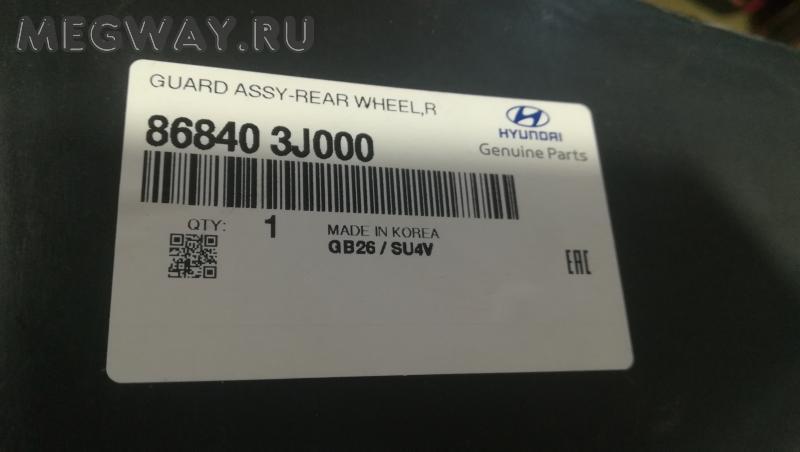 MEGWAY.RU
GUARD ASSY-REAR WHEEL,R
86840 3J000
HYUNDAI
Genuine Parts
QTY: 1
MADE IN KOREA
GB26 / SU4V
EAC